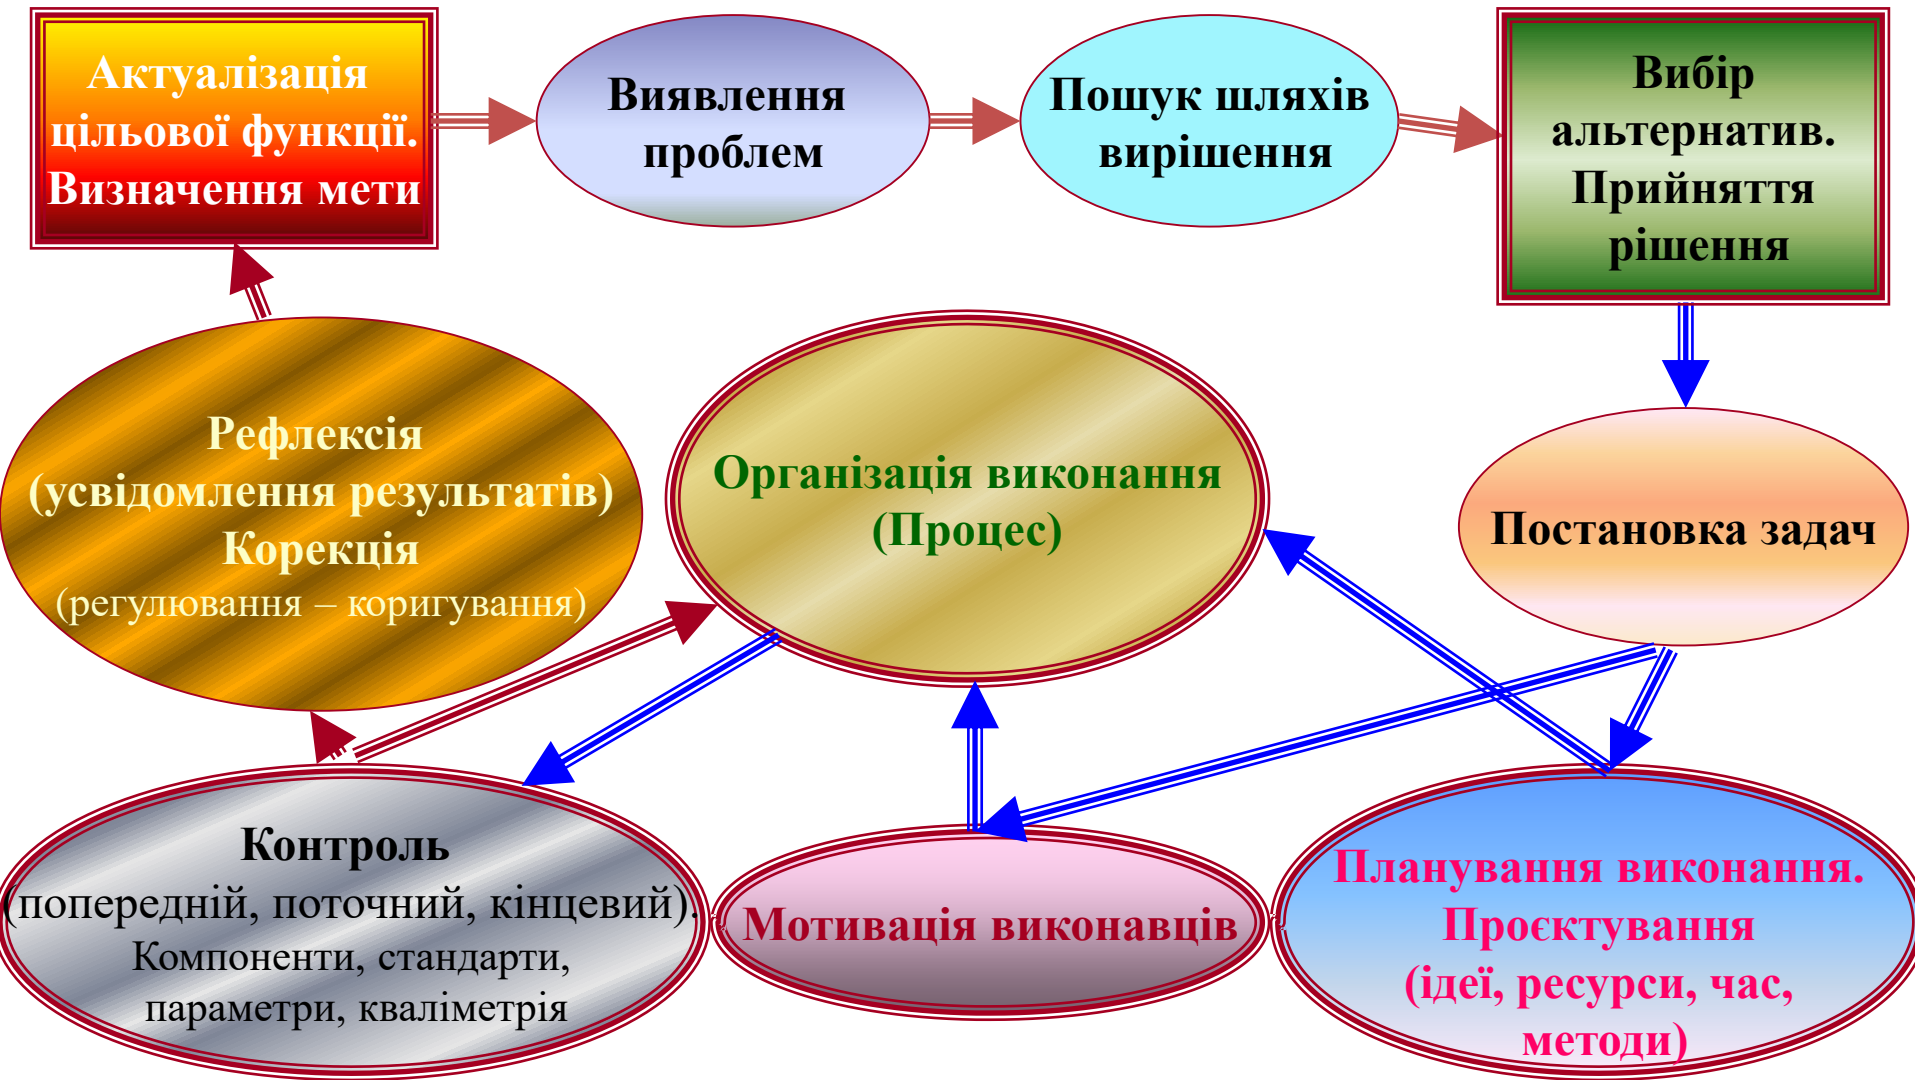 Актуалізація
цільової функції.
Визначення мети
Виявлення
проблем
Пошук шляхів
вирішення
Вибір
альтернатив.
Прийняття
рішення
Рефлексія
(усвідомлення результатів)
Корекція
(регулювання – коригування)
Організація виконання
(Процес)
Постановка задач
Контроль
(попередній, поточний, кінцевий).
Компоненти, стандарти,
параметри, кваліметрія
Мотивація виконавців
Планування виконання.
Проєктування
(ідеї, ресурси, час,
методи)